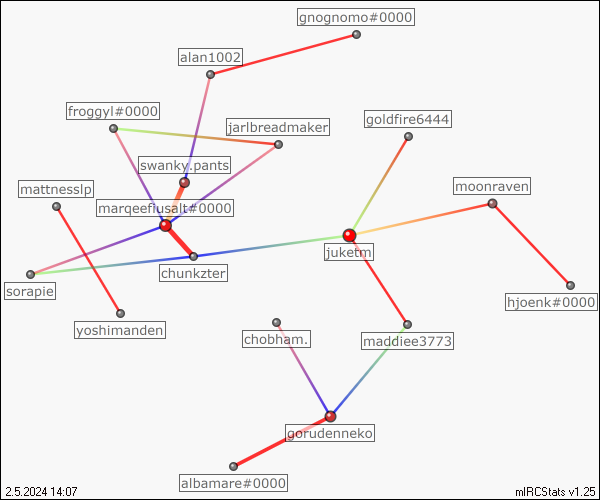 gnognomo#0000
alan1002
froggyl#0000
jarlbreadmaker
goldfire6444
swanky.pants
mattnesslp
moonraven
marqeeflusalt#0000
juketm
chunkzter
sorapie
hjoenk#0000
yoshimanden
chobham.
maddiee3773
gorudenneko
albamare#0000
2.5.2024 14:07
mIRCStats v1.25